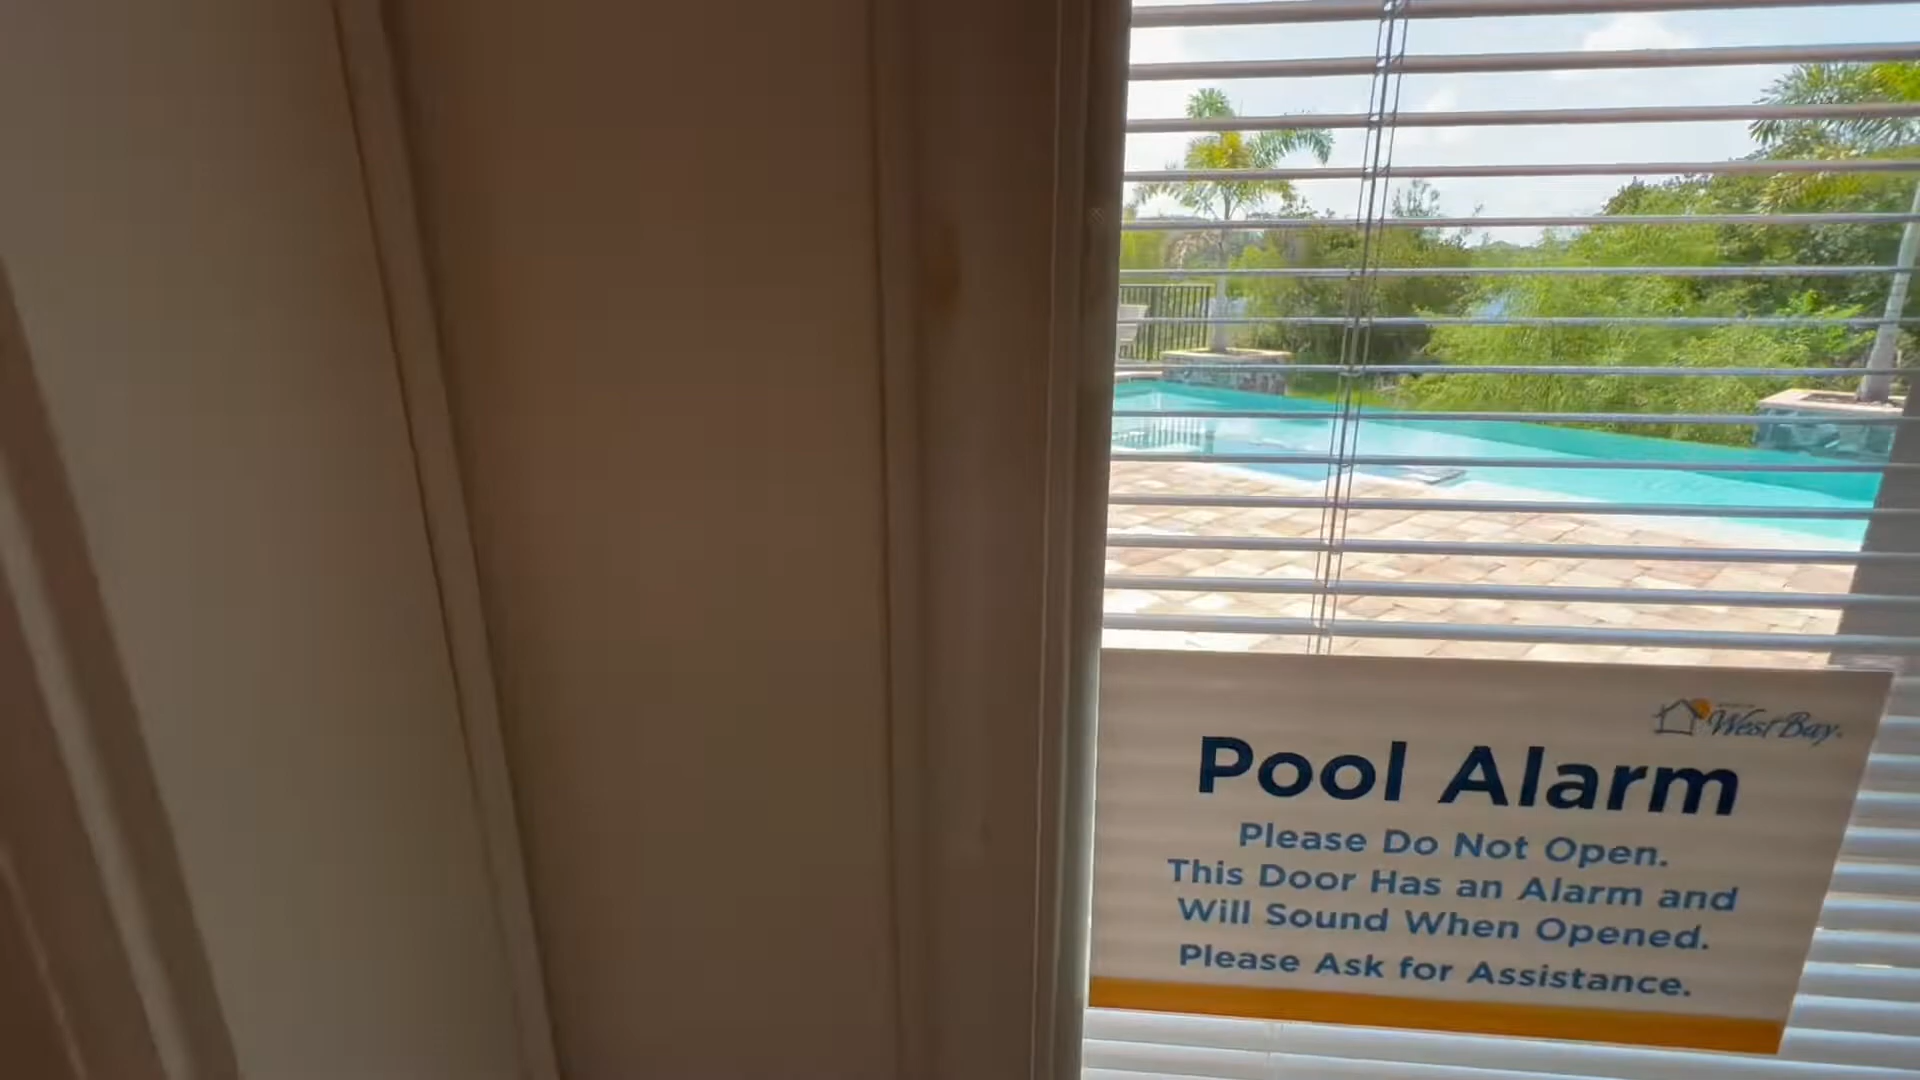 West Bay
Pool Alarm
Please Do Not Open.
This Door Has an Alarm and
Will Sound When Opened.
Please Ask for Assistance.